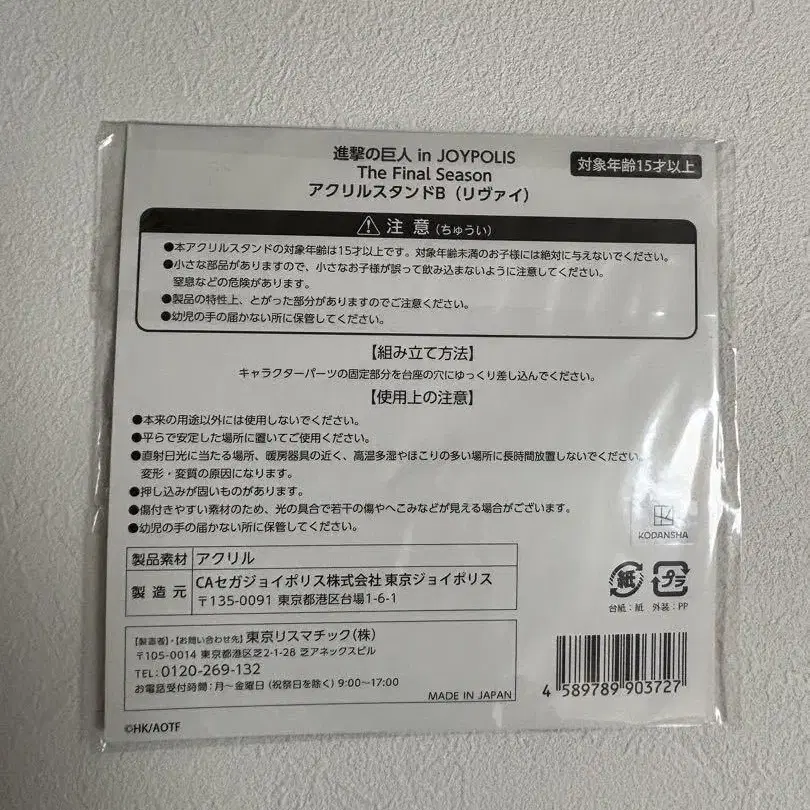 進撃の巨人 in JOYPOLIS
The Final Season
アクリルスタンドB（リヴァイ）
対象年齢15才以上
注意（ちゅうい）
●本アクリルスタンドの対象年齢は15才以上です。対象年齢未満のお子様には絶対に与えないでください。
●小さな部品がありますので、小さなお子様が誤って飲み込まないように注意してください。
窒息などの危険があります。
●製品の特性上、とがった部分がありますのでご注意ください。
●幼児の手の届かない所に保管してください。
【組み立て方法】
キャラクターパーツの固定部分を台座の穴にゆっくり差し込んでください。
【使用上の注意】
●本来の用途以外には使用しないでください。
●平らで安定した場所に置いてご使用ください。
●直射日光に当たる場所、暖房器具の近く、高温多湿やほこりの多い場所に長時間放置しないでください。
変形・変質の原因になります。
●押し込みが固いものがあります。
●傷付きやすい素材のため、光の具合で若干の傷やへこみなどが見える場合がございます。
●幼児の手の届かない所に保管してください。
KODANSHA
製品素材 アクリル
製造元 CAセガジョイポリス株式会社 東京ジョイポリス
〒135-0091 東京都港区台場1-6-1
紙 プラ
台紙：紙 外装：PP
【製造者】・【お問い合わせ先】東京リスマチック(株)
〒105-0014 東京都港区芝2-1-28 芝アネックスビル
TEL：0120-269-132
お電話受付時間：月〜金曜日（祝祭日を除く）9:00〜17:00
MADE IN JAPAN
4 589789 903727
©HK/AOTF